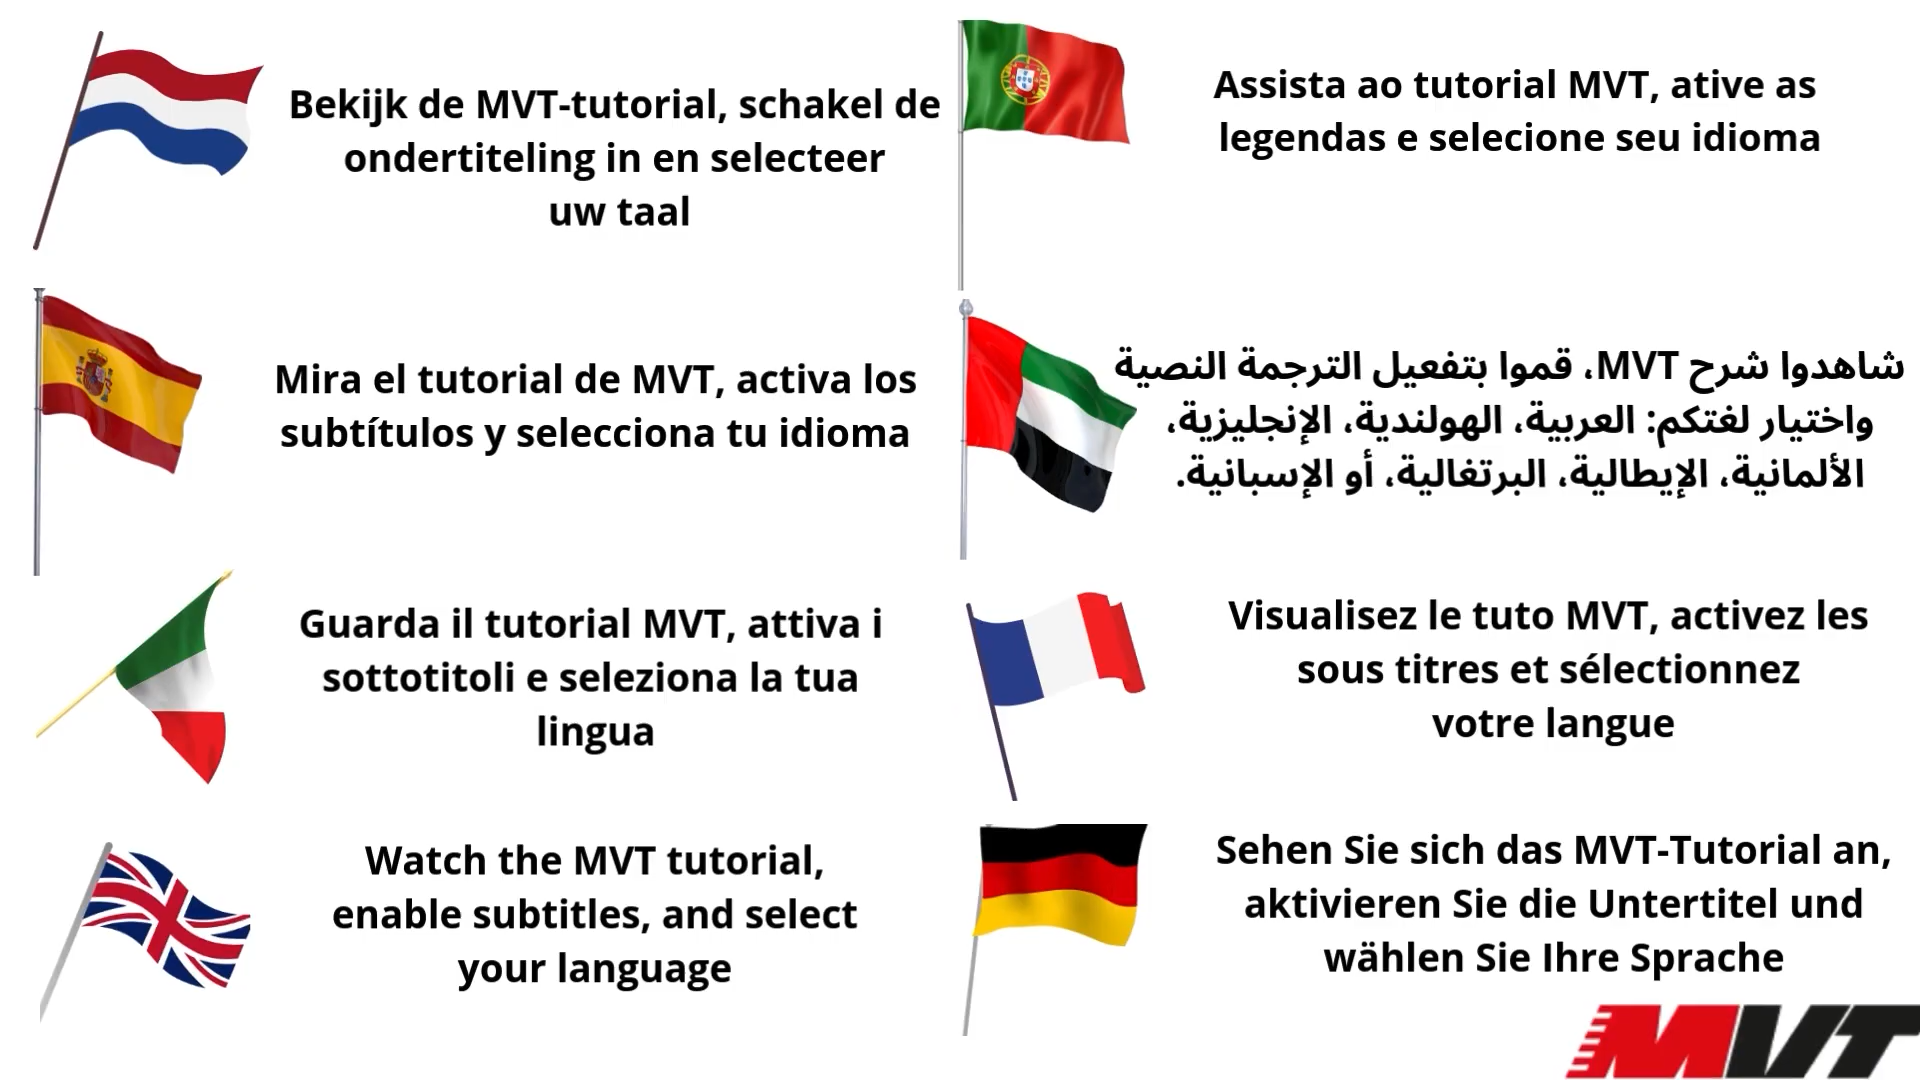 Bekijk de MVT-tutorial, schakel de
ondertiteling in en selecteer
uw taal
Assista ao tutorial MVT, ative as
legendas e selecione seu idioma
Mira el tutorial de MVT, activa los
subtítulos y selecciona tu idioma
شاهدوا شرح MVT، قموا بتفعيل الترجمة النصية
واختيار لغتكم: العربية، الهولندية، الإنجليزية،
الألمانية، الإيطالية، البرتغالية، أو الإسبانية.
Guarda il tutorial MVT, attiva i
sottotitoli e seleziona la tua
lingua
Visualisez le tuto MVT, activez les
sous titres et sélectionnez
votre langue
Watch the MVT tutorial,
enable subtitles, and select
your language
Sehen Sie sich das MVT-Tutorial an,
aktivieren Sie die Untertitel und
wählen Sie Ihre Sprache
MVT